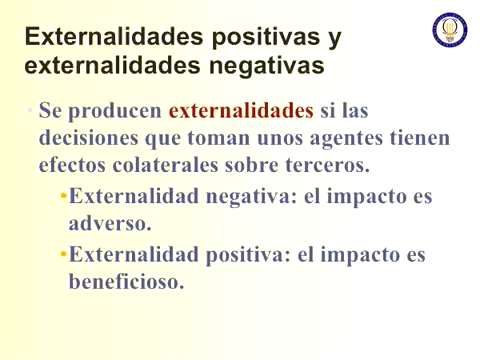 Externalidades positivas y
externalidades negativas
Se producen externalidades si las
decisiones que toman unos agentes tienen
efectos colaterales sobre terceros.
•Externalidad negativa: el impacto es
adverso.
•Externalidad positiva: el impacto es
beneficioso.